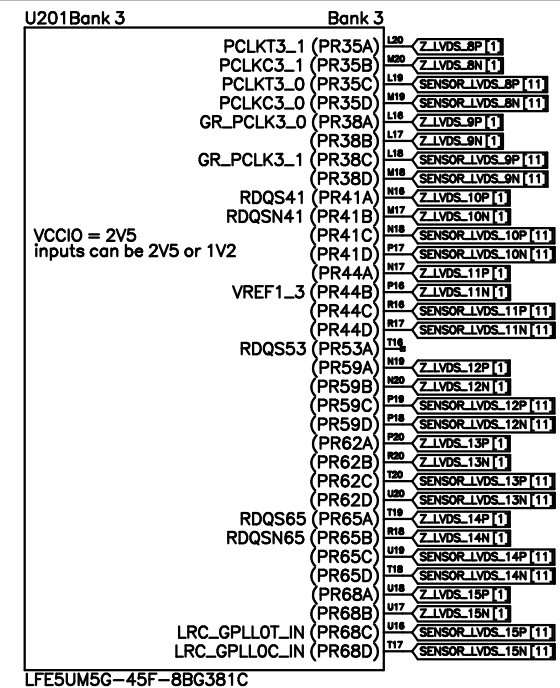 U201Bank 3 Bank 3
PCLKT3_1 (PR35A) L20 Z_LVDS_8P [1]
PCLKC3_1 (PR35B) M20 Z_LVDS_8N [1]
PCLKT3_0 (PR35C) L19 SENSOR_LVDS_8P [11]
PCLKC3_0 (PR35D) M19 SENSOR_LVDS_8N [11]
GR_PCLK3_0 (PR38A) L16 Z_LVDS_9P [1]
(PR38B) L17 Z_LVDS_9N [1]
GR_PCLK3_1 (PR38C) L18 SENSOR_LVDS_9P [11]
(PR38D) M18 SENSOR_LVDS_9N [11]
RDQS41 (PR41A) N16 Z_LVDS_10P [1]
RDQSN41 (PR41B) M17 Z_LVDS_10N [1]
VCCIO = 2V5 (PR41C) N18 SENSOR_LVDS_10P [11]
inputs can be 2V5 or 1V2 (PR41D) P17 SENSOR_LVDS_10N [11]
(PR44A) N17 Z_LVDS_11P [1]
VREF1_3 (PR44B) P16 Z_LVDS_11N [1]
(PR44C) R16 SENSOR_LVDS_11P [11]
(PR44D) R17 SENSOR_LVDS_11N [11]
RDQS53 (PR53A) T16
(PR59A) N19 Z_LVDS_12P [1]
(PR59B) N20 Z_LVDS_12N [1]
(PR59C) P19 SENSOR_LVDS_12P [11]
(PR59D) P18 SENSOR_LVDS_12N [11]
(PR62A) P20 Z_LVDS_13P [1]
(PR62B) R20 Z_LVDS_13N [1]
(PR62C) T20 SENSOR_LVDS_13P [11]
(PR62D) U20 SENSOR_LVDS_13N [11]
RDQS65 (PR65A) T19 Z_LVDS_14P [1]
RDQSN65 (PR65B) R18 Z_LVDS_14N [1]
(PR65C) U19 SENSOR_LVDS_14P [11]
(PR65D) T18 SENSOR_LVDS_14N [11]
(PR68A) U18 Z_LVDS_15P [1]
(PR68B) U17 Z_LVDS_15N [1]
LRC_GPLL0T_IN (PR68C) U16 SENSOR_LVDS_15P [11]
LRC_GPLL0C_IN (PR68D) T17 SENSOR_LVDS_15N [11]
LFE5UM5G-45F-8BG381C